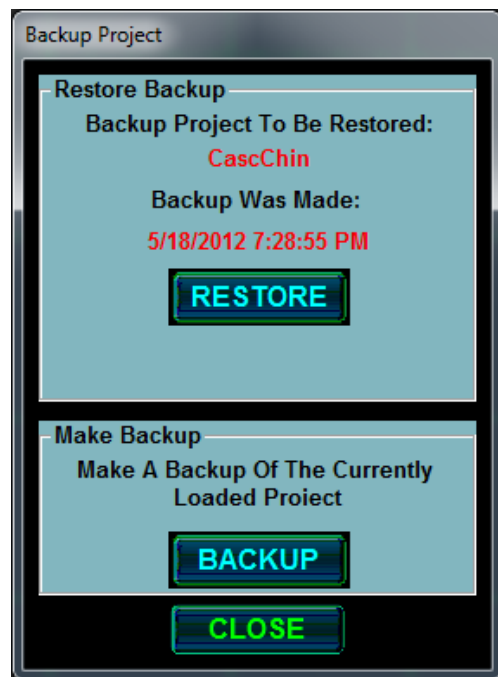 Backup Project
Restore Backup
Backup Project To Be Restored:
CascChin
Backup Was Made:
5/18/2012 7:28:55 PM
RESTORE
Make Backup
Make A Backup Of The Currently
Loaded Project
BACKUP
CLOSE